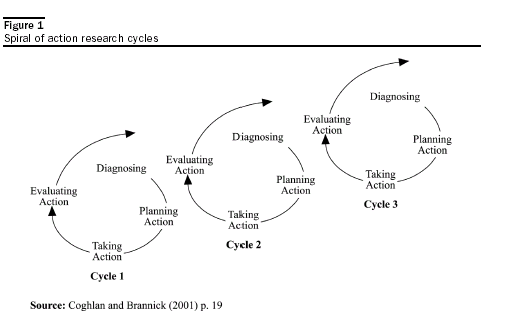 Figure 1
Spiral of action research cycles
Diagnosing
Planning
Action
Taking
Action
Evaluating
Action
Cycle 1
Diagnosing
Planning
Action
Taking
Action
Evaluating
Action
Cycle 2
Diagnosing
Planning
Action
Taking
Action
Evaluating
Action
Cycle 3
Source: Coghlan and Brannick (2001) p. 19